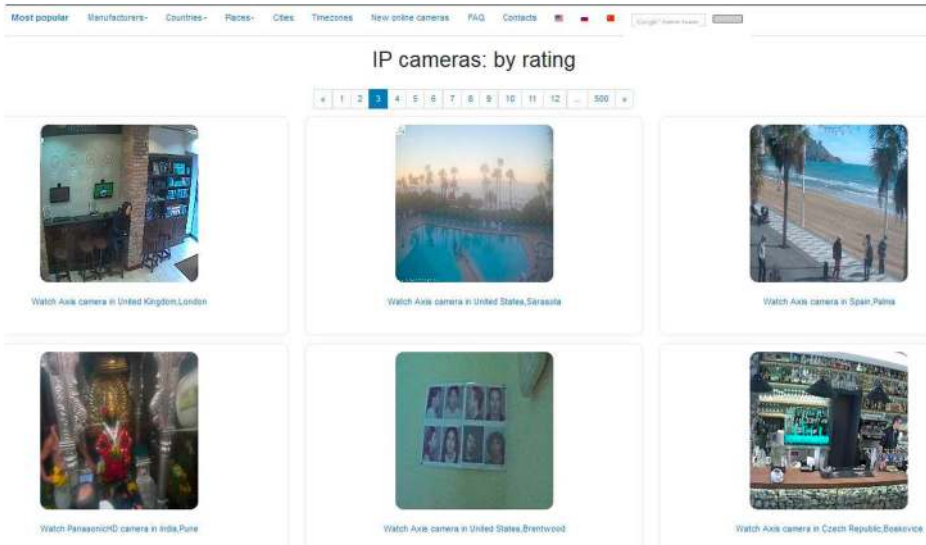 Most popular Manufacturers- Countries- Places- Cities Timezones New online cameras FAQ Contacts
IP cameras: by rating
« 1 2 3 4 5 6 7 8 9 10 11 12 ... 500 »
Watch Axis camera in United Kingdom,London
Watch Axis camera in United States,Sarasota
Watch Axis camera in Spain,Palma
Watch PanasonicHD camera in India,Pune
Watch Axis camera in United States,Brentwood
Watch Axis camera in Czech Republic,Boskovice